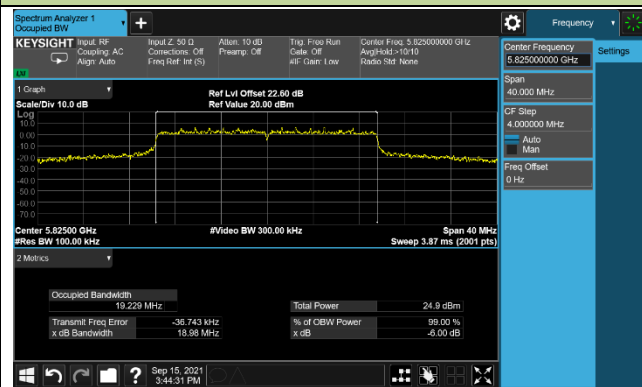 Spectrum Analyzer 1
Occupied BW
+
Frequency
KEYSIGHT
Input: RF
Coupling: AC
Align: Auto
Input Z: 50 Ω
Corrections: Off
Freq Ref: Int (S)
Atten: 10 dB
Preamp: Off
Trig: Free Run
Gate: Off
#IF Gain: Low
Center Freq: 5.825000000 GHz
Avg|Hold:>10/10
Radio Std: None
LXI
Center Frequency
5.825000000 GHz
Settings
Span
40.000 MHz
CF Step
4.000000 MHz
Auto
Man
Freq Offset
0 Hz
1 Graph
Scale/Div 10.0 dB
Ref Lvl Offset 22.60 dB
Ref Value 20.00 dBm
Log
10.0
0.00
-10.0
-20.0
-30.0
-40.0
-50.0
-60.0
-70.0
Center 5.82500 GHz
#Res BW 100.00 kHz
#Video BW 300.00 kHz
Span 40 MHz
Sweep 3.87 ms (2001 pts)
2 Metrics
Occupied Bandwidth
19.229 MHz
Total Power 24.9 dBm
Transmit Freq Error -36.743 kHz
% of OBW Power 99.00 %
x dB Bandwidth 18.98 MHz
x dB -6.00 dB
?
Sep 15, 2021
3:44:31 PM